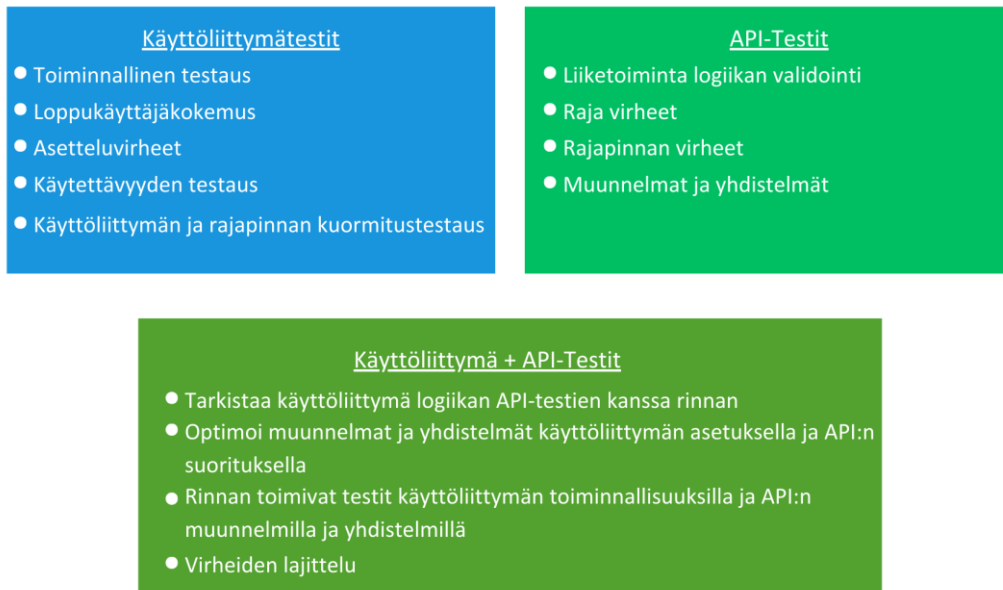 Käyttöliittymätestit
● Toiminnallinen testaus
● Loppukäyttäjäkokemus
● Asetteluvirheet
● Käytettävyyden testaus
● Käyttöliittymän ja rajapinnan kuormitustestaus
API-Testit
● Liiketoiminta logiikan validointi
● Raja virheet
● Rajapinnan virheet
● Muunnelmat ja yhdistelmät
Käyttöliittymä + API-Testit
● Tarkistaa käyttöliittymä logiikan API-testien kanssa rinnan
● Optimoi muunnelmat ja yhdistelmät käyttöliittymän asetuksella ja API:n
suorituksella
● Rinnan toimivat testit käyttöliittymän toiminnallisuuksilla ja API:n
muunnelmilla ja yhdistelmillä
● Virheiden lajittelu